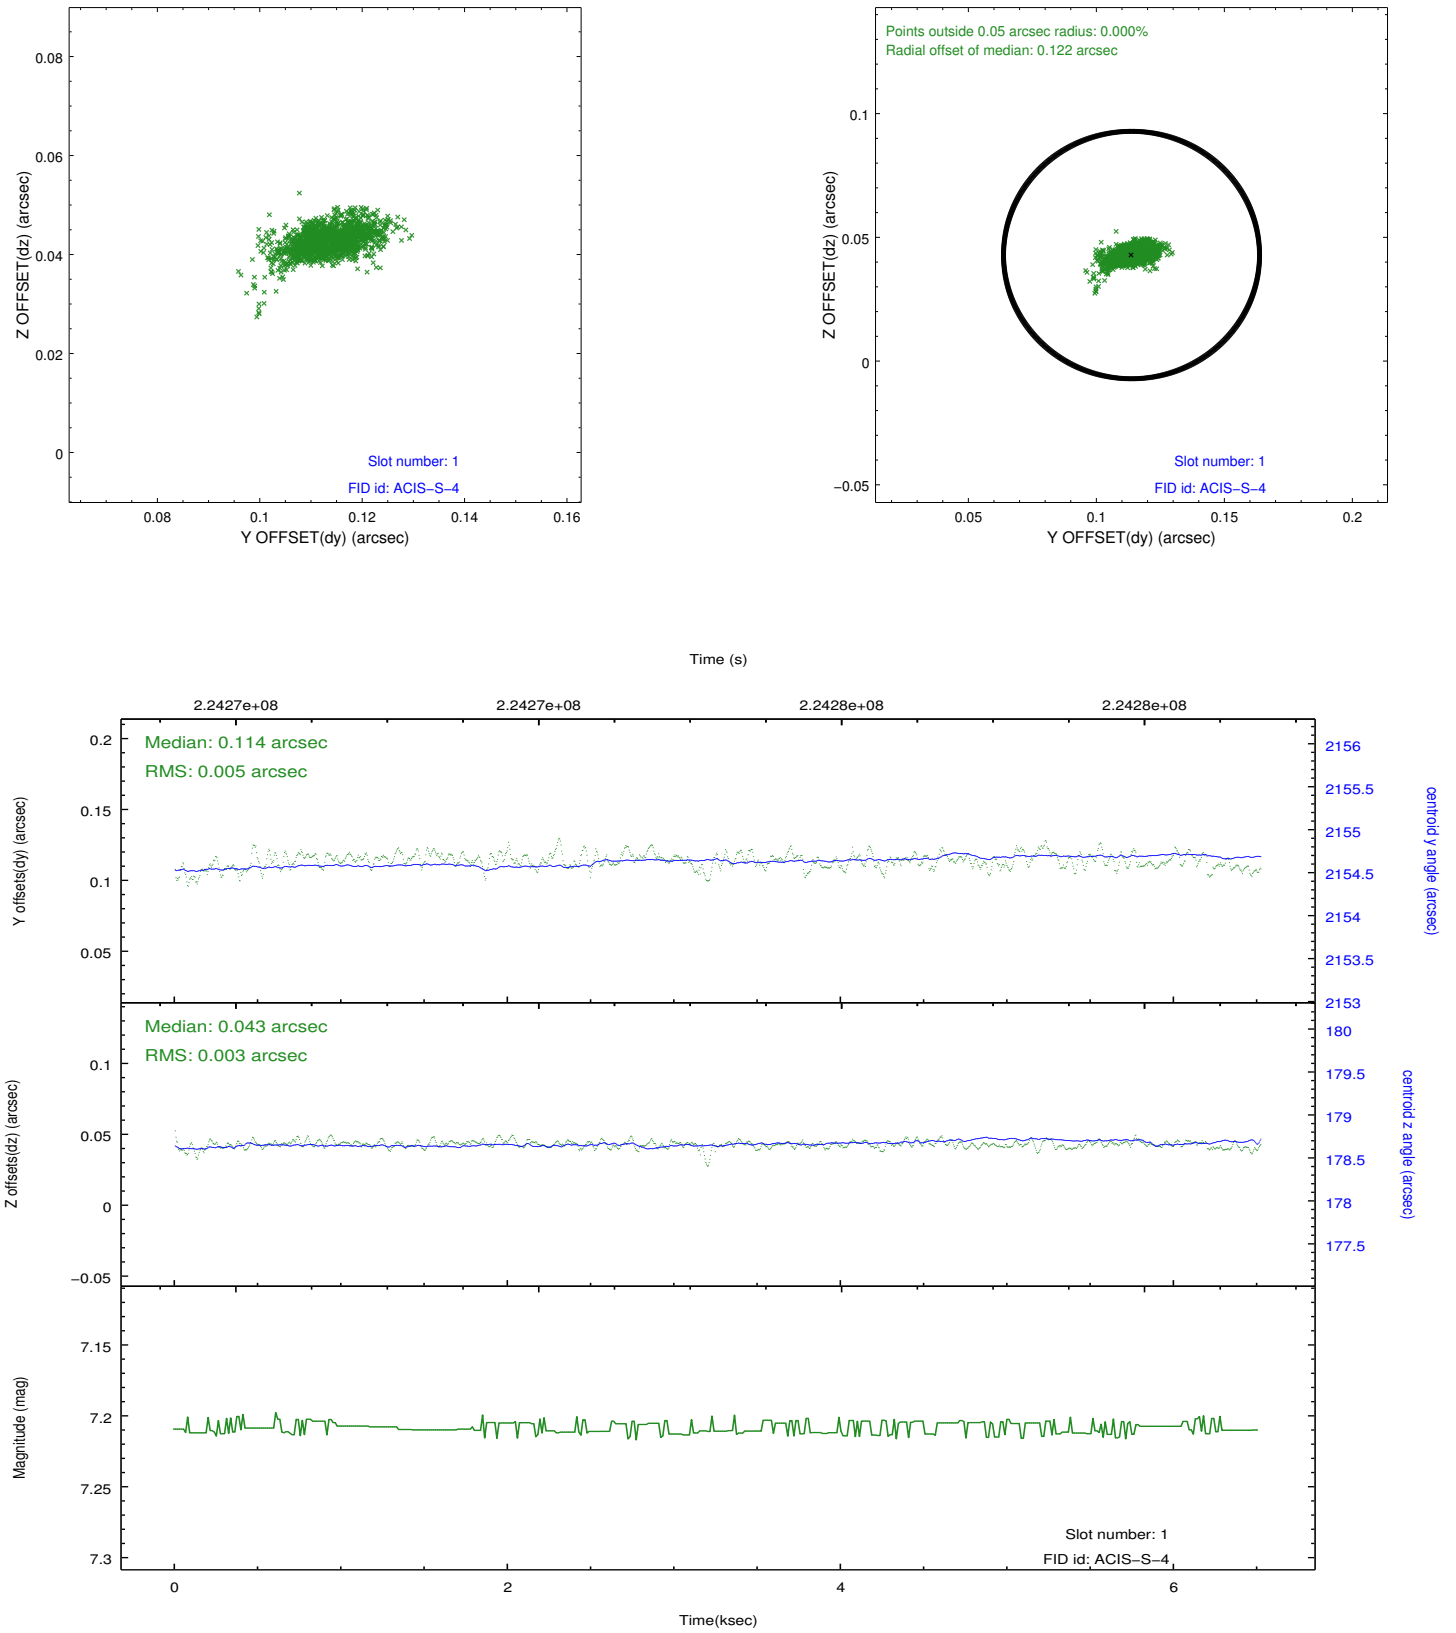 0.08
0.06
0.04
0.02
0
Z OFFSET(dz) (arcsec)
Slot number: 1
FID id: ACIS−S−4
0.08 0.1 0.12 0.14 0.16
Y OFFSET(dy) (arcsec)
Points outside 0.05 arcsec radius: 0.000%
Radial offset of median: 0.122 arcsec
0.1
0.05
0
−0.05
Z OFFSET(dz) (arcsec)
Slot number: 1
FID id: ACIS−S−4
0.05 0.1 0.15 0.2
Y OFFSET(dy) (arcsec)
Time (s)
2.2427e+08 2.2427e+08 2.2428e+08 2.2428e+08
Median: 0.114 arcsec
RMS: 0.005 arcsec
0.2
0.15
0.1
0.05
Y offsets(dy) (arcsec)
2156
2155.5
2155
2154.5
2154
2153.5
2153
centroid y angle (arcsec)
Median: 0.043 arcsec
RMS: 0.003 arcsec
0.1
0.05
0
−0.05
Z offsets(dz) (arcsec)
180
179.5
179
178.5
178
177.5
centroid z angle (arcsec)
7.15
7.2
7.25
7.3
Magnitude (mag)
Slot number: 1
FID id: ACIS−S−4
0 2 4 6
Time(ksec)